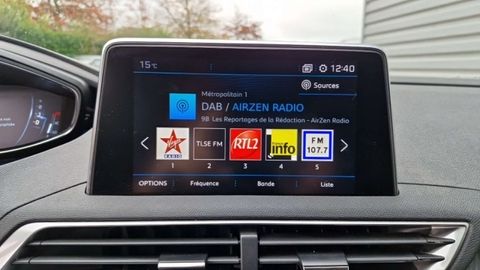 15°C
12:40
Sources
Métropolitain 1
DAB / AIRZEN RADIO
9B Les Reportages de la Rédaction - AirZen Radio
Virgin RADIO
TLSE FM
RTL2
info
FM 107.7
1 2 3 4 5
OPTIONS Fréquence Bande Liste